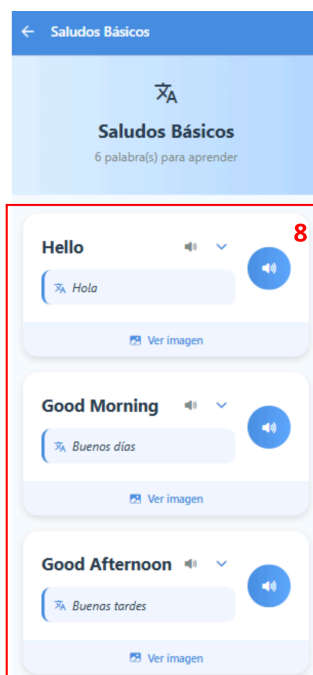 Saludos Básicos
Saludos Básicos
6 palabra(s) para aprender
8
Hello
Hola
Ver imagen
Good Morning
Buenos días
Ver imagen
Good Afternoon
Buenas tardes
Ver imagen